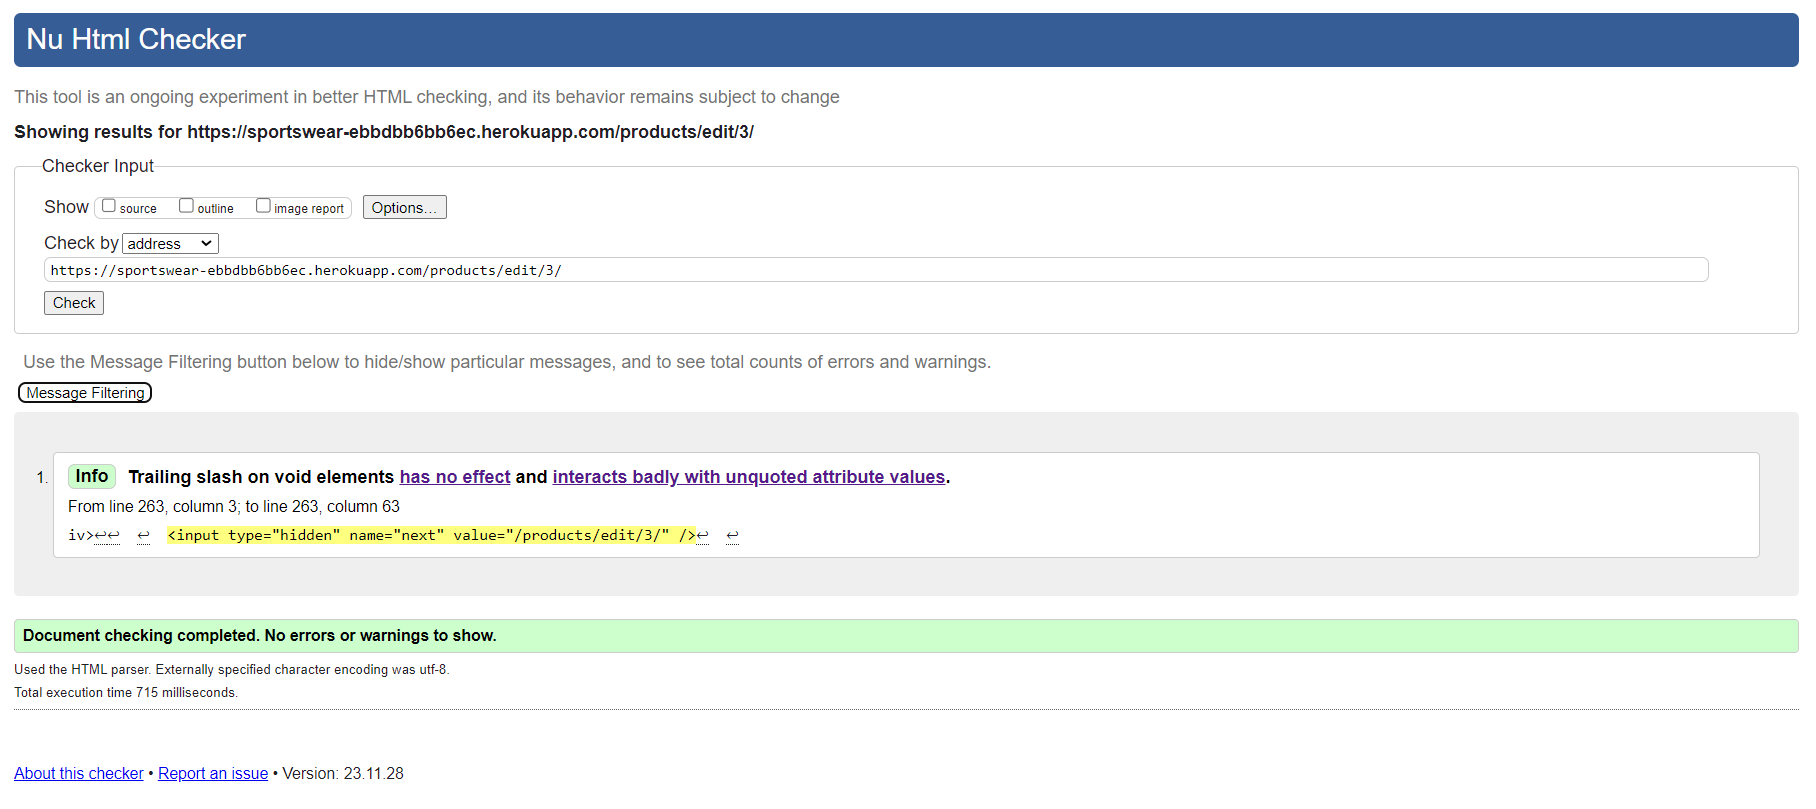 Nu Html Checker
This tool is an ongoing experiment in better HTML checking, and its behavior remains subject to change
Showing results for https://sportswear-ebbdbb6bb6ec.herokuapp.com/products/edit/3/
Checker Input
Show source outline image report Options...
Check by address
https://sportswear-ebbdbb6bb6ec.herokuapp.com/products/edit/3/
Check
Use the Message Filtering button below to hide/show particular messages, and to see total counts of errors and warnings.
Message Filtering
1. Info Trailing slash on void elements has no effect and interacts badly with unquoted attribute values.
From line 263, column 3; to line 263, column 63
iv>↩↩ ↩ <input type="hidden" name="next" value="/products/edit/3/" />↩ ↩
Document checking completed. No errors or warnings to show.
Used the HTML parser. Externally specified character encoding was utf-8.
Total execution time 715 milliseconds.
About this checker • Report an issue • Version: 23.11.28